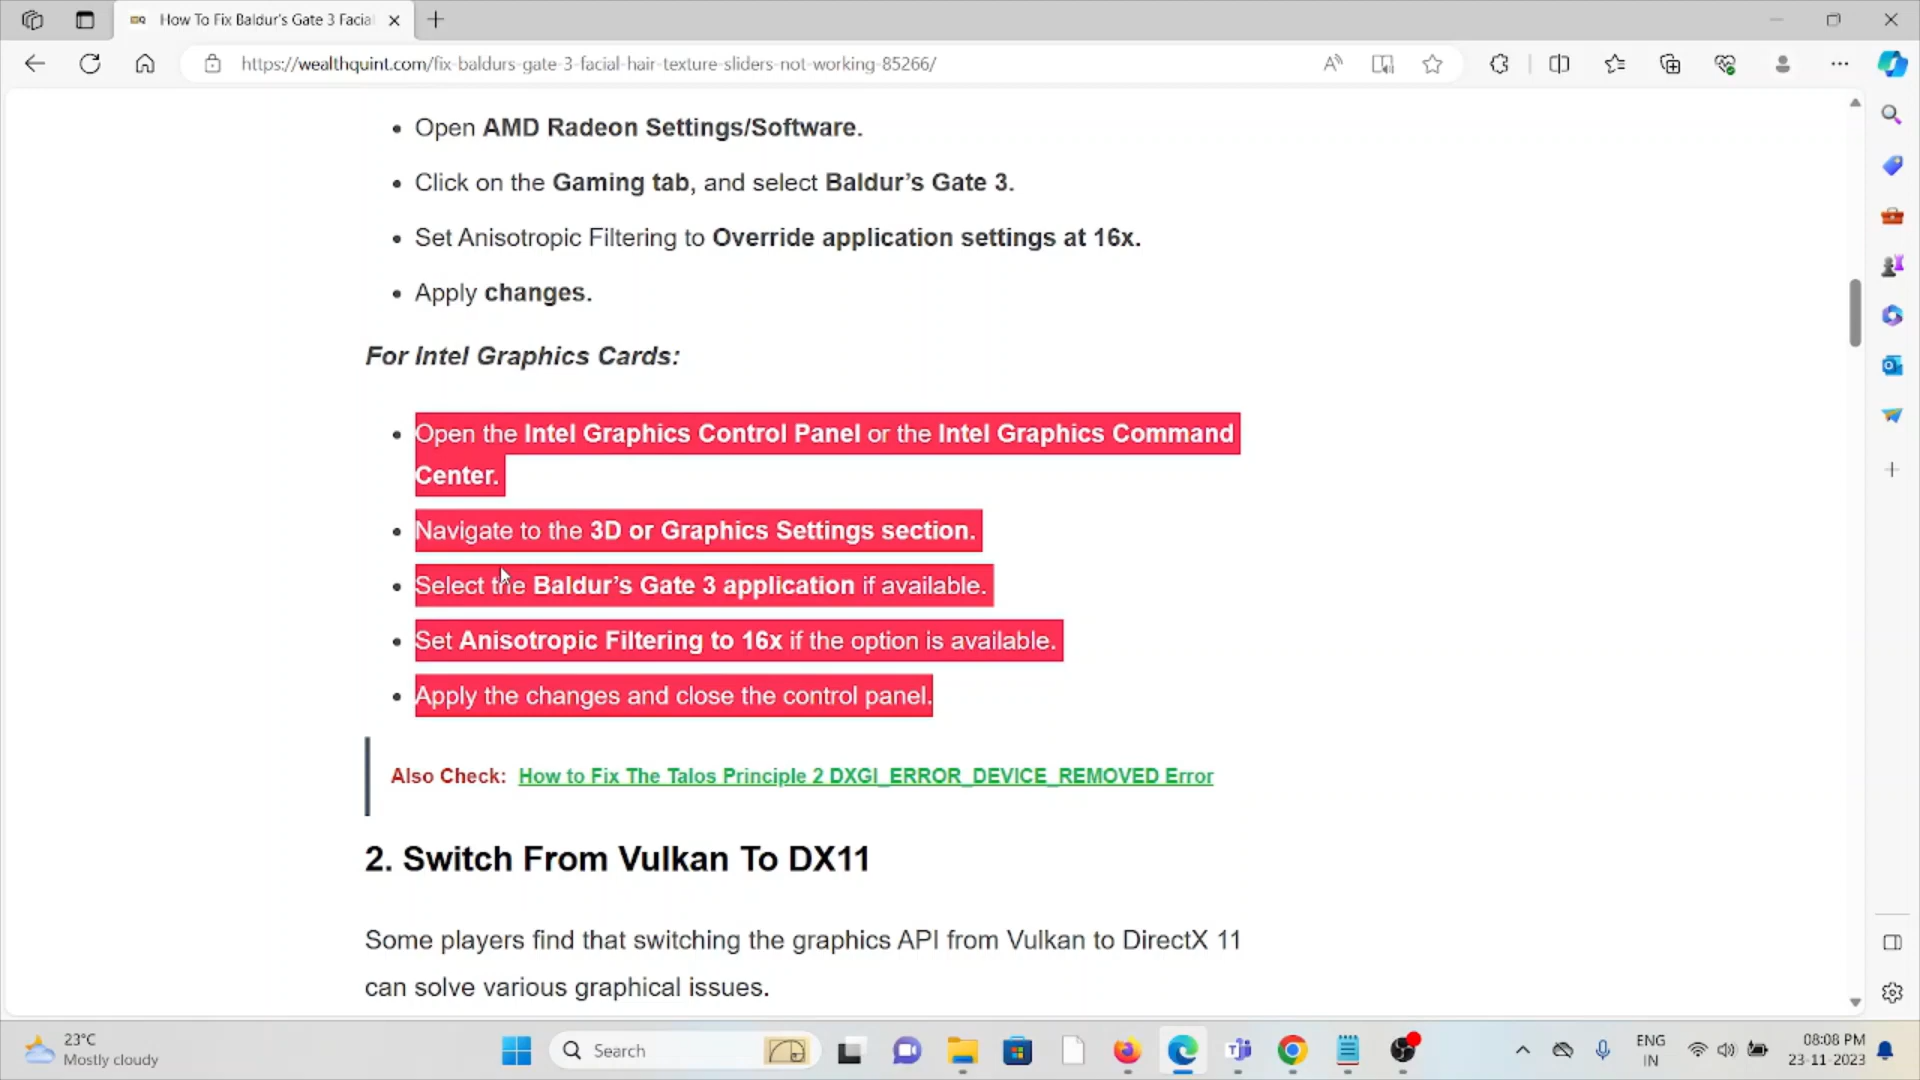 How To Fix Baldur's Gate 3 Facial
https://wealthquint.com/fix-baldurs-gate-3-facial-hair-texture-sliders-not-working-85266/
• Open AMD Radeon Settings/Software.
• Click on the Gaming tab, and select Baldur’s Gate 3.
• Set Anisotropic Filtering to Override application settings at 16x.
• Apply changes.
For Intel Graphics Cards:
• Open the Intel Graphics Control Panel or the Intel Graphics Command
Center.
• Navigate to the 3D or Graphics Settings section.
• Select the Baldur’s Gate 3 application if available.
• Set Anisotropic Filtering to 16x if the option is available.
• Apply the changes and close the control panel.
Also Check: How to Fix The Talos Principle 2 DXGI_ERROR_DEVICE_REMOVED Error
2. Switch From Vulkan To DX11
Some players find that switching the graphics API from Vulkan to DirectX 11
can solve various graphical issues.
23°C
Mostly cloudy
Search
ENG
IN
08:08 PM
23-11-2023